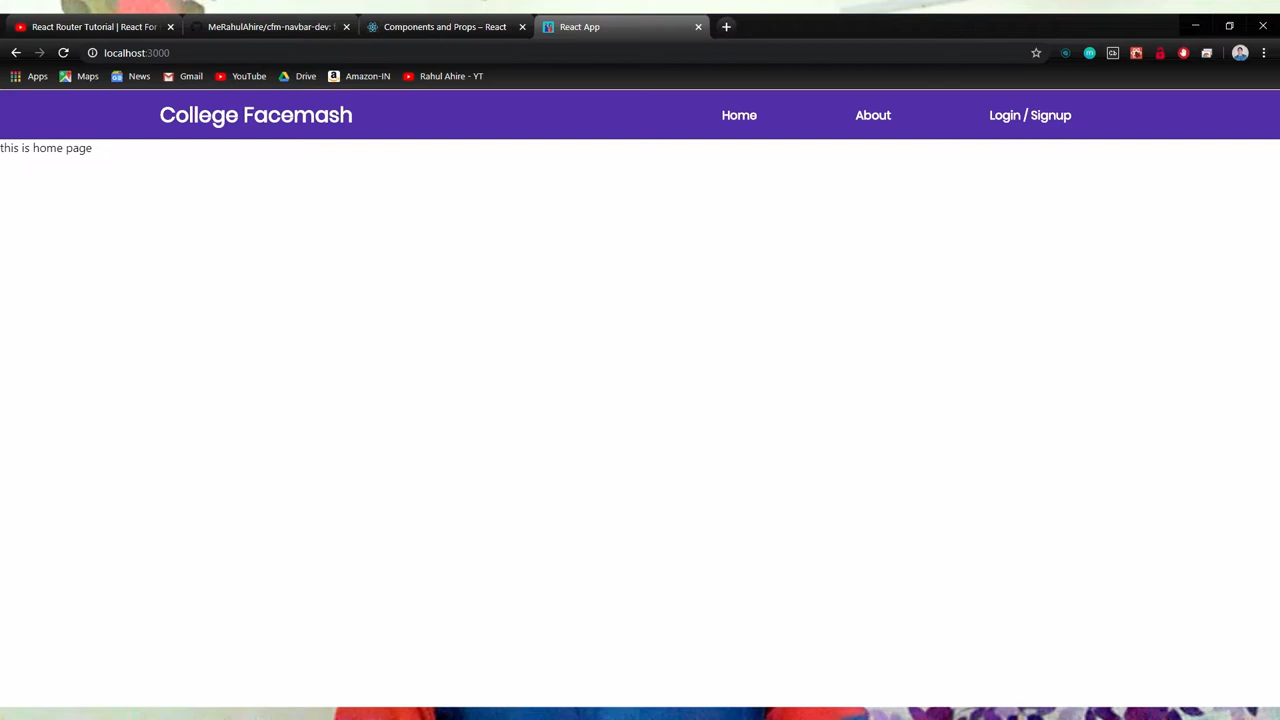 React Router Tutorial | React For
MeRahulAhire/cfm-navbar-dev:
Components and Props – React
React App
localhost:3000
Apps Maps News Gmail YouTube Drive Amazon-IN Rahul Ahire - YT
College Facemash Home About Login / Signup
this is home page